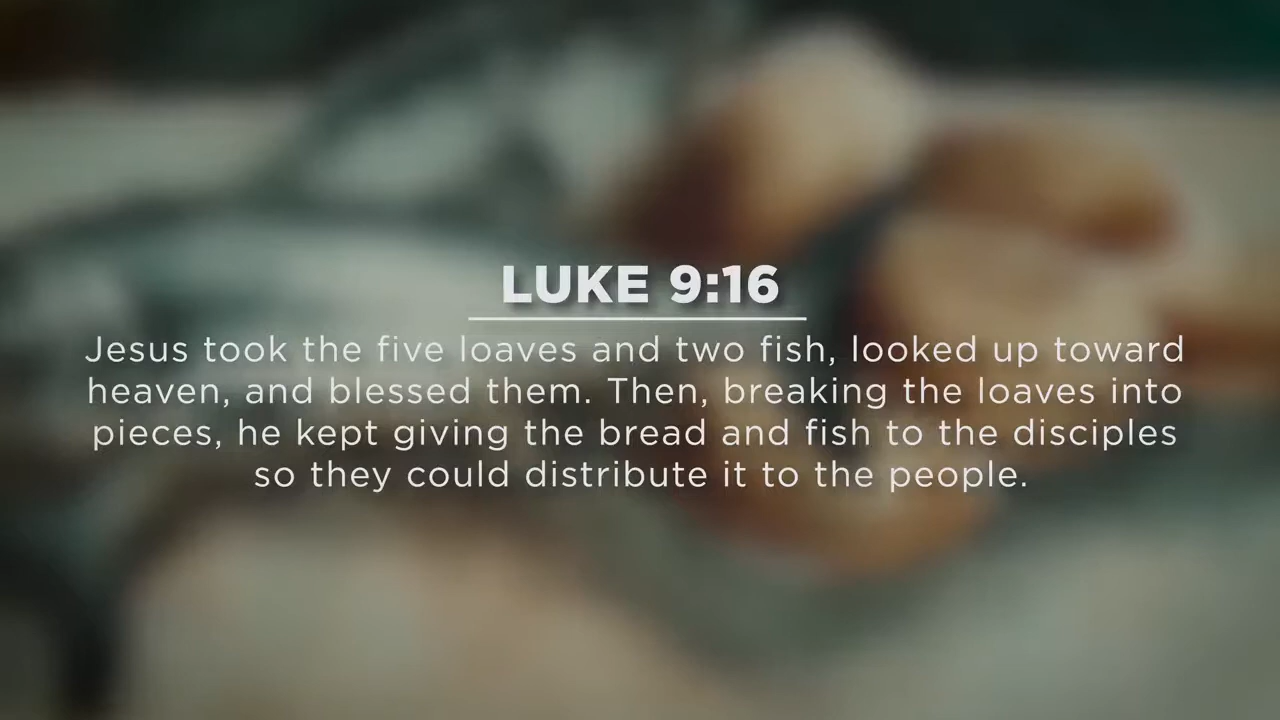 LUKE 9:16
Jesus took the five loaves and two fish, looked up toward
heaven, and blessed them. Then, breaking the loaves into
pieces, he kept giving the bread and fish to the disciples
so they could distribute it to the people.